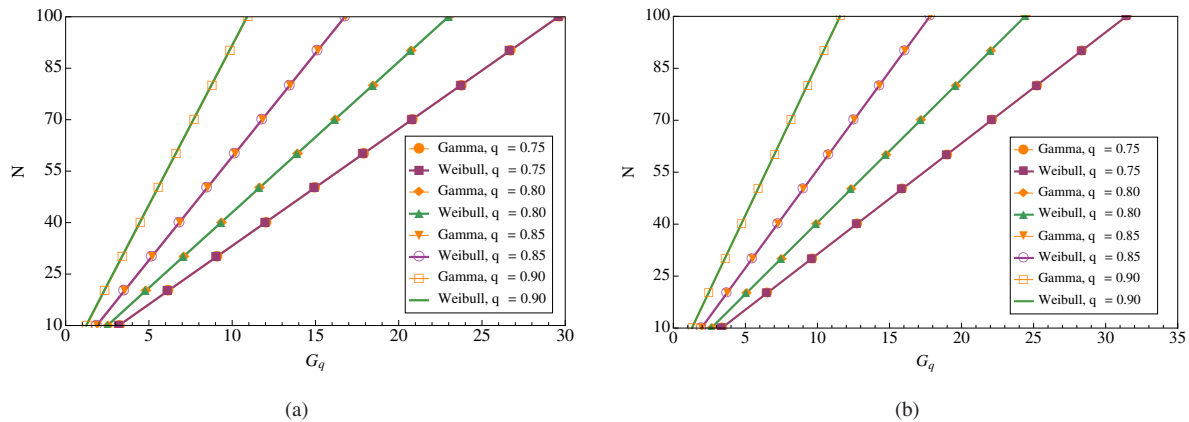 100
85
70
55
40
25
10
N
0
5
10
15
20
25
30
G_q
Gamma, q = 0.75
Weibull, q = 0.75
Gamma, q = 0.80
Weibull, q = 0.80
Gamma, q = 0.85
Weibull, q = 0.85
Gamma, q = 0.90
Weibull, q = 0.90
(a)
100
85
70
55
40
25
10
N
0
5
10
15
20
25
30
35
G_q
Gamma, q = 0.75
Weibull, q = 0.75
Gamma, q = 0.80
Weibull, q = 0.80
Gamma, q = 0.85
Weibull, q = 0.85
Gamma, q = 0.90
Weibull, q = 0.90
(b)